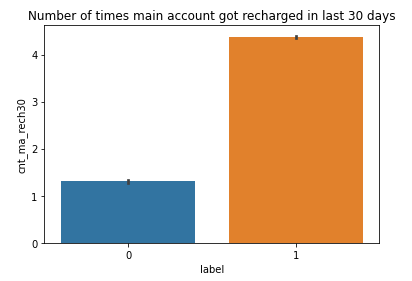 Number of times main account got recharged in last 30 days
4
3
2
1
0
cnt_ma_rech30
0 1
label